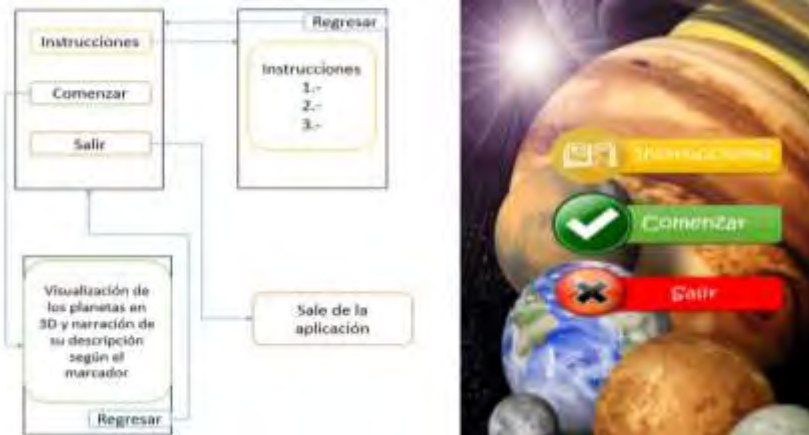 Instrucciones
Comenzar
Salir
Regresar
Instrucciones
1.-
2.-
3.-
Visualización de
los planetas en
3D y narración de
su descripción
según el
marcador
Regresar
Sale de la
aplicación
Instrucciones
Comenzar
Salir